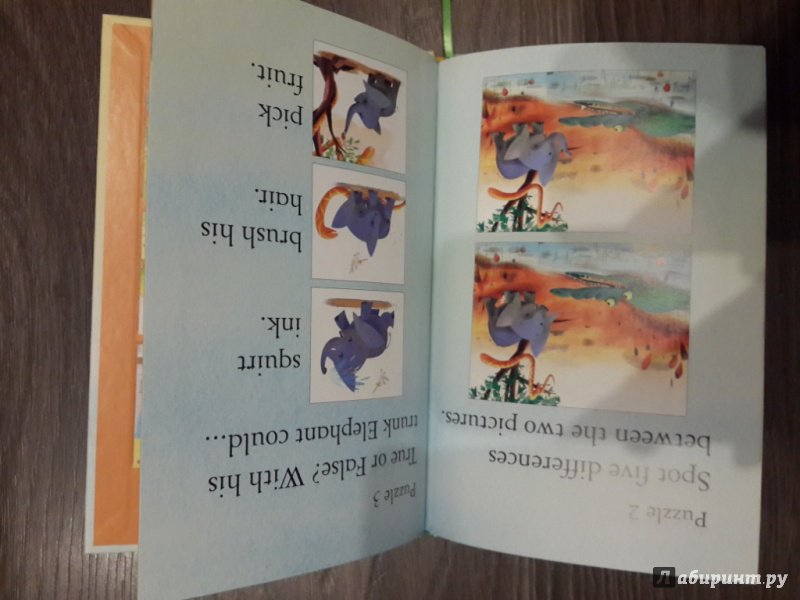 Puzzle 2
Spot five differences
between the two pictures.
Puzzle 3
True or False? With his
trunk Elephant could...
squirt
ink.
brush his
hair.
pick
fruit.
Лабиринт.ру